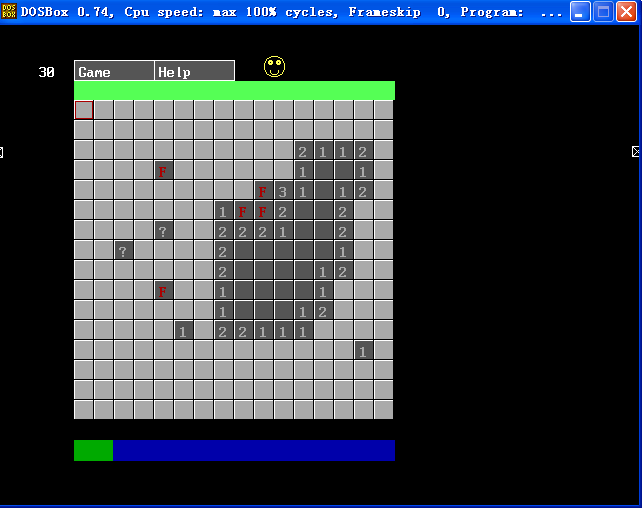 DOS BOX DOSBox 0.74, Cpu speed: max 100% cycles, Frameskip  0, Program:  ...
30 Game Help
2 1 1 2
F 1 1
F 3 1 1 2
1 F F 2 2
? 2 2 2 1 2
? 2 1
2 1 2
F 1 1
1 1 2
1 2 2 1 1 1
1